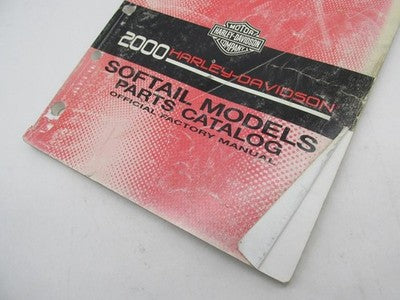 MOTOR
HARLEY-DAVIDSON
COMPANY
2000 HARLEY-DAVIDSON
SOFTAIL MODELS
PARTS CATALOG
OFFICIAL FACTORY MANUAL